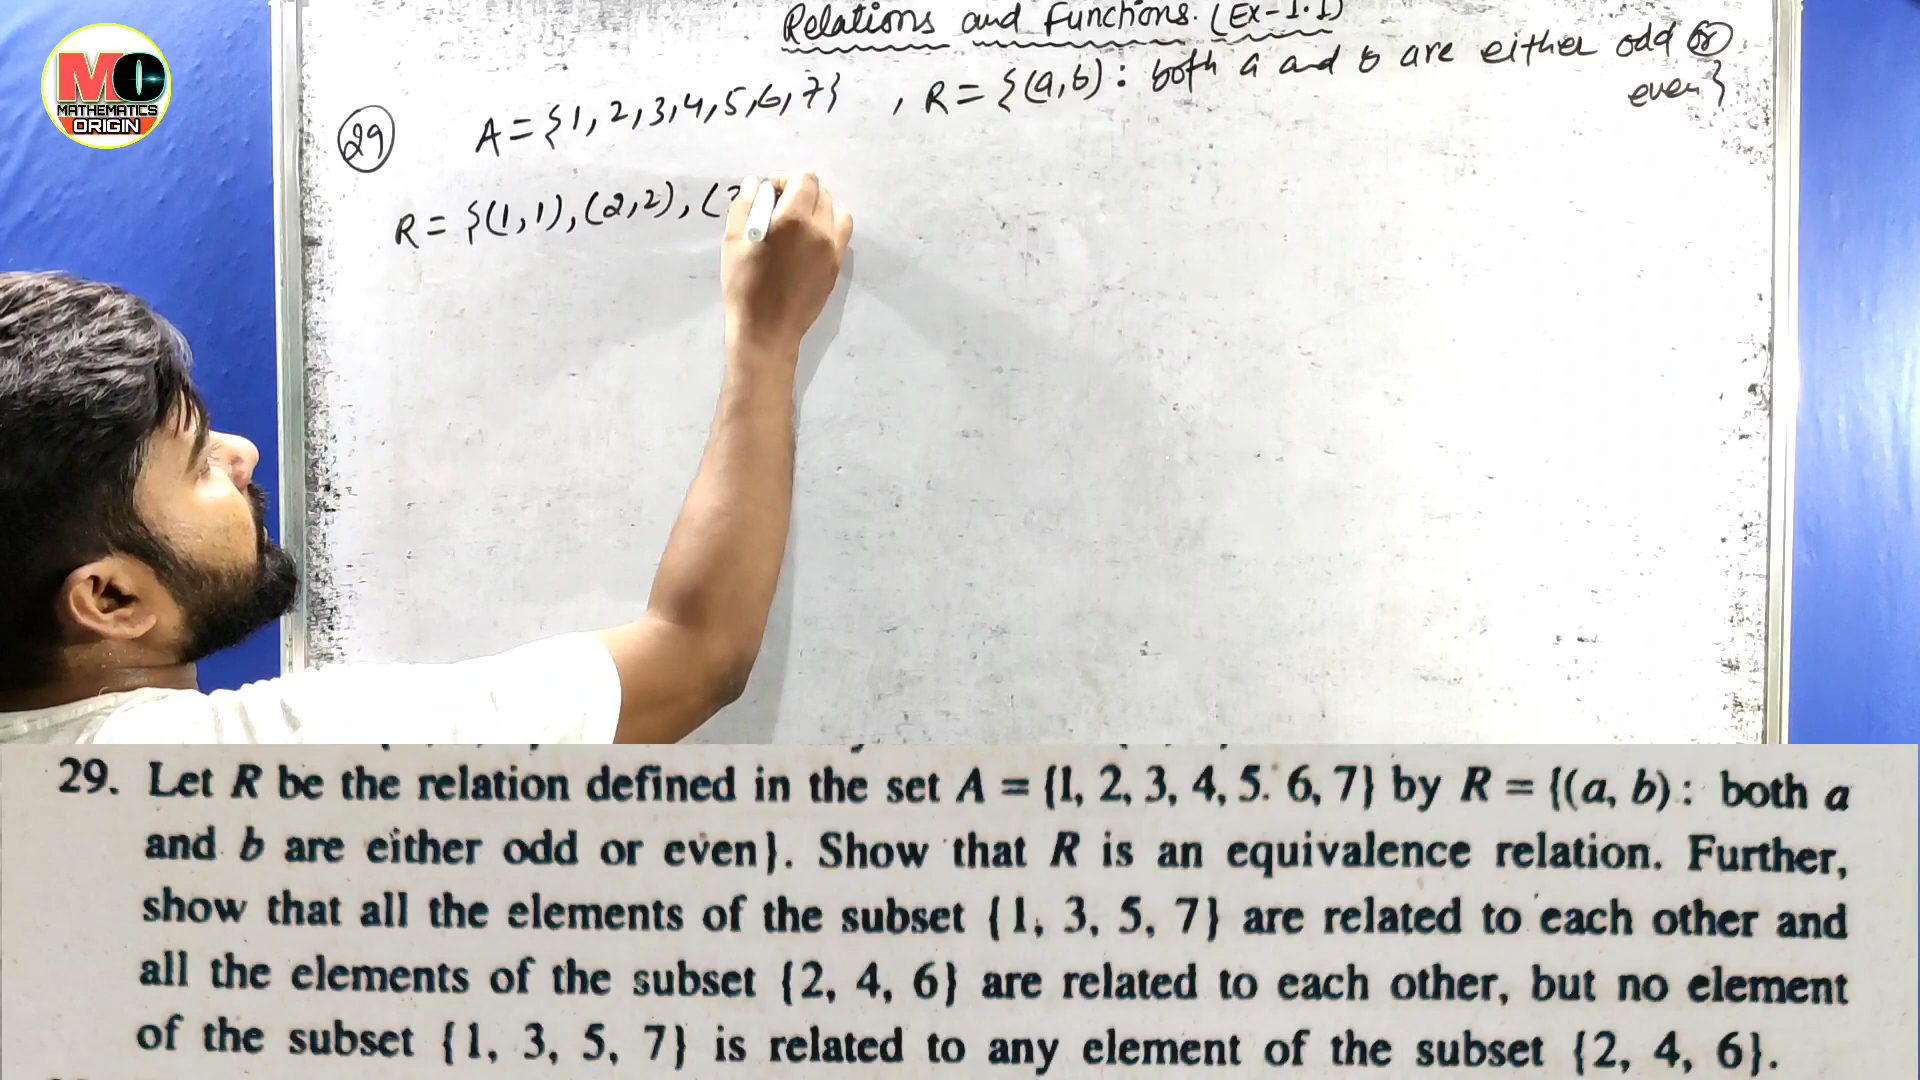 MO
MATHEMATICS
ORIGIN
Relations and Functions. (Ex-1.1)
29 A = {1, 2, 3, 4, 5, 6, 7} , R = {(a, b) : both a and b are either odd or
even}
R = {(1, 1), (2, 2), (
29. Let R be the relation defined in the set A = {1, 2, 3, 4, 5. 6, 7} by R = {(a, b) : both a
and b are either odd or even}. Show that R is an equivalence relation. Further,
show that all the elements of the subset {1, 3, 5, 7} are related to each other and
all the elements of the subset {2, 4, 6} are related to each other, but no element
of the subset {1, 3, 5, 7} is related to any element of the subset {2, 4, 6}.